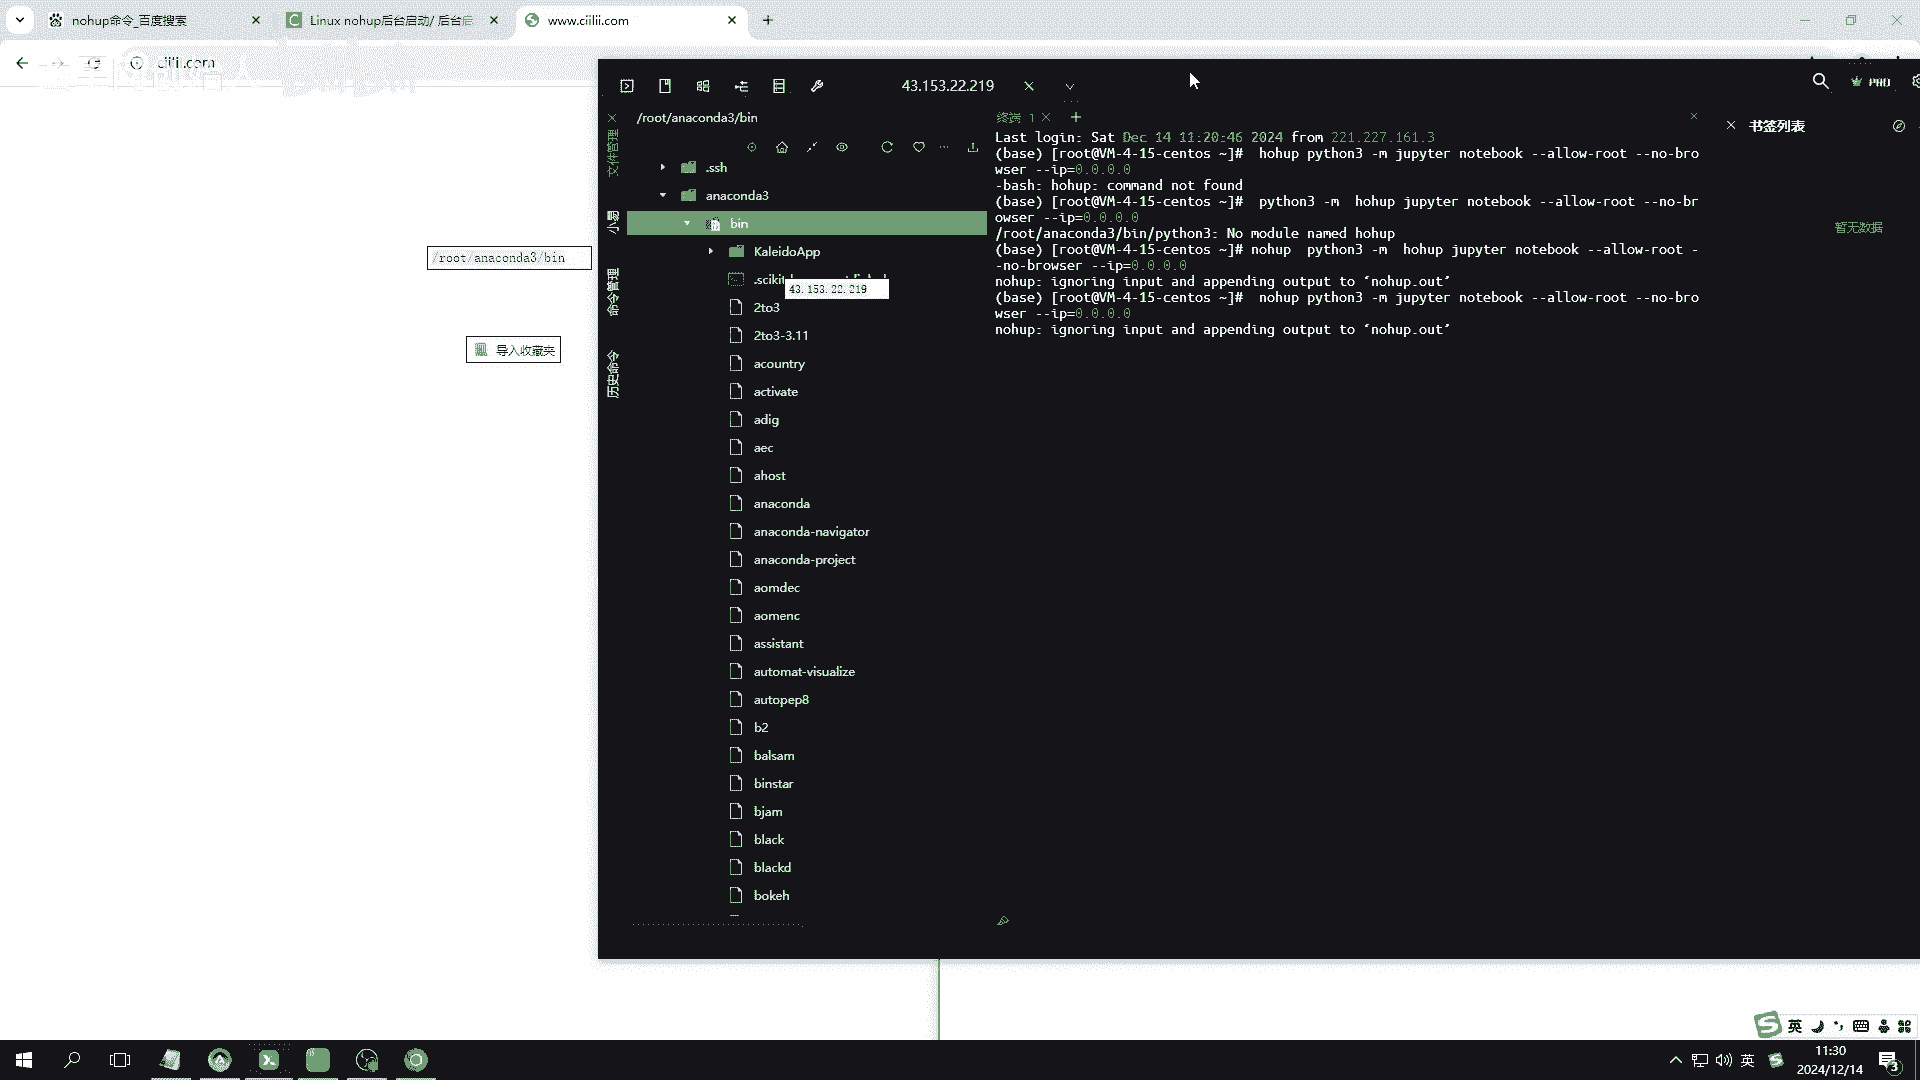 nohup命令_百度搜索
Linux nohup后台启动/ 后台启
www.ciilii.com
ciilii.com
43.153.22.219
PRO
/root/anaconda3/bin
终端 1
书签列表
暂无数据
文件管理
小易
命令管理
历史命令
.ssh
anaconda3
bin
KaleidoApp
43.153.22.219
2to3
2to3-3.11
acountry
activate
adig
aec
ahost
anaconda
anaconda-navigator
anaconda-project
aomdec
aomenc
assistant
automat-visualize
autopep8
b2
balsam
binstar
bjam
black
blackd
bokeh
/root/anaconda3/bin
导入收藏夹
Last login: Sat Dec 14 11:20:46 2024 from 221.227.161.3
(base) [root@VM-4-15-centos ~]#  hohup python3 -m jupyter notebook --allow-root --no-bro
wser --ip=0.0.0.0
-bash: hohup: command not found
(base) [root@VM-4-15-centos ~]#  python3 -m  hohup jupyter notebook --allow-root --no-br
owser --ip=0.0.0.0
/root/anaconda3/bin/python3: No module named hohup
(base) [root@VM-4-15-centos ~]# nohup  python3 -m  hohup jupyter notebook --allow-root -
-no-browser --ip=0.0.0.0
nohup: ignoring input and appending output to ‘nohup.out’
(base) [root@VM-4-15-centos ~]#  nohup python3 -m jupyter notebook --allow-root --no-bro
wser --ip=0.0.0.0
nohup: ignoring input and appending output to ‘nohup.out’
英
英
11:30
2024/12/14
3